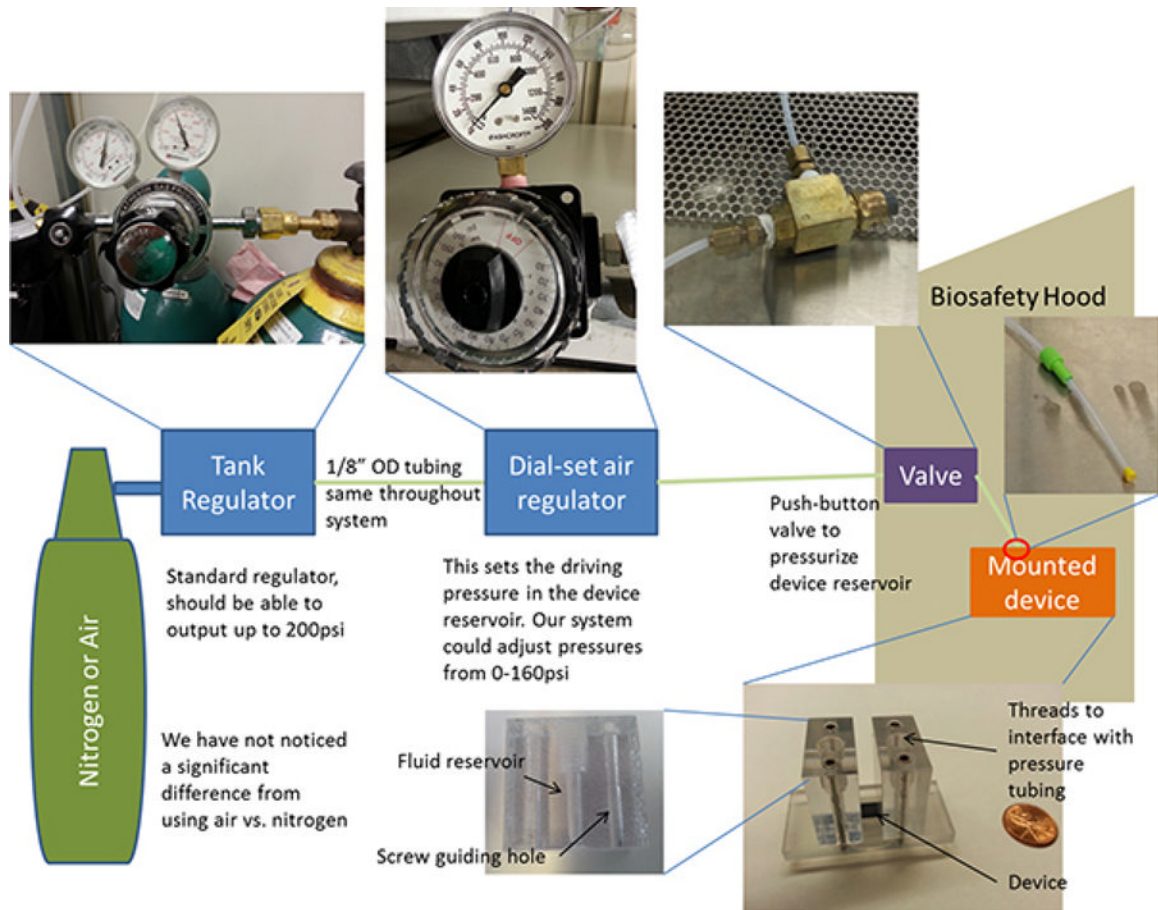 Biosafety Hood
Tank
Regulator
1/8" OD tubing
same throughout
system
Dial-set air
regulator
Valve
Push-button
valve to
pressurize
device reservoir
Mounted
device
Standard regulator,
should be able to
output up to 200psi
This sets the driving
pressure in the device
reservoir. Our system
could adjust pressures
from 0-160psi
Nitrogen or Air
We have not noticed
a significant
difference from
using air vs. nitrogen
Fluid reservoir
Screw guiding hole
Threads to
interface with
pressure
tubing
Device
ASHCROFT
OFF